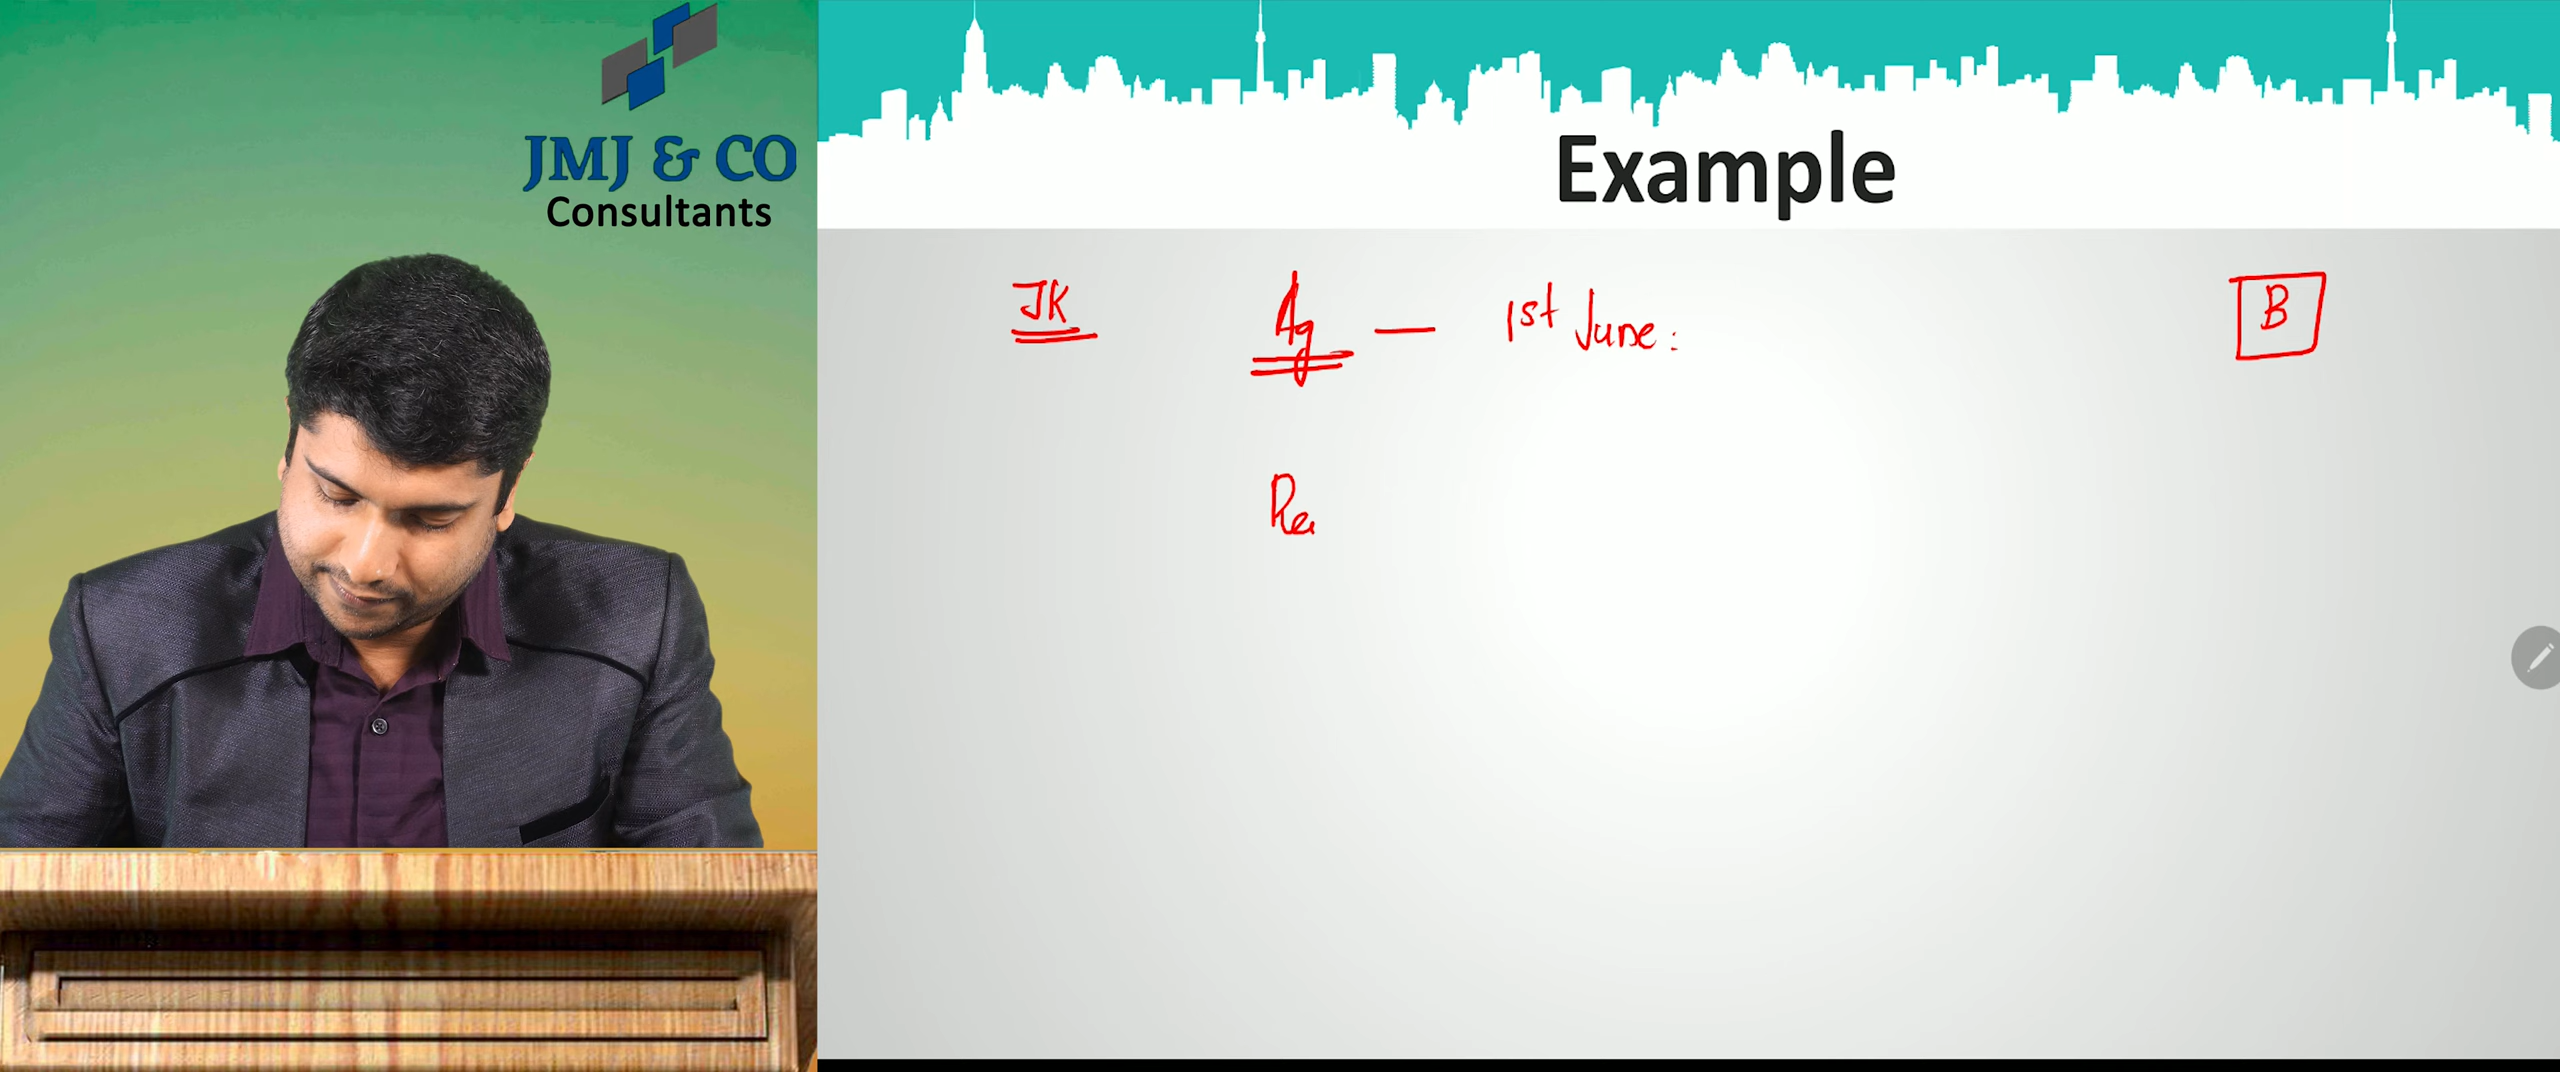 JMJ & CO
Consultants
Example
JK Ag — 1st June: B
Re